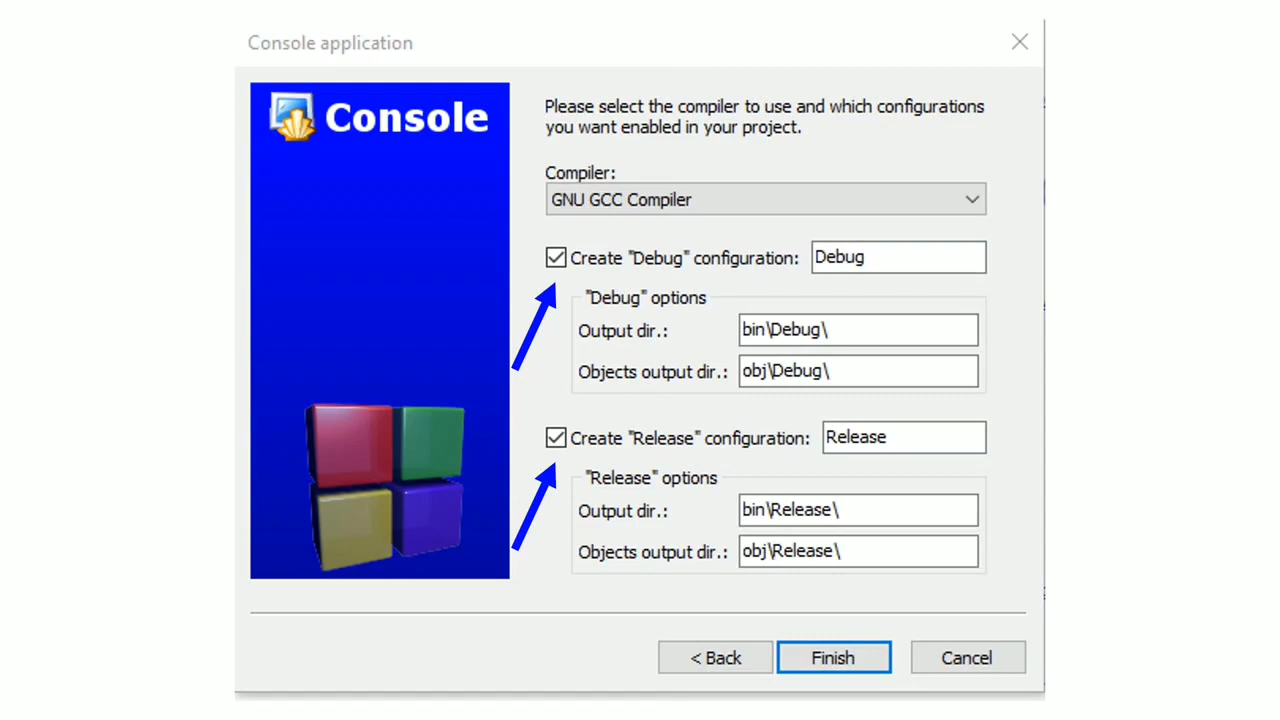 Console application
Console
Please select the compiler to use and which configurations
you want enabled in your project.
Compiler:
GNU GCC Compiler
Create "Debug" configuration: Debug
"Debug" options
Output dir.: bin\Debug\
Objects output dir.: obj\Debug\
Create "Release" configuration: Release
"Release" options
Output dir.: bin\Release\
Objects output dir.: obj\Release\
< Back Finish Cancel